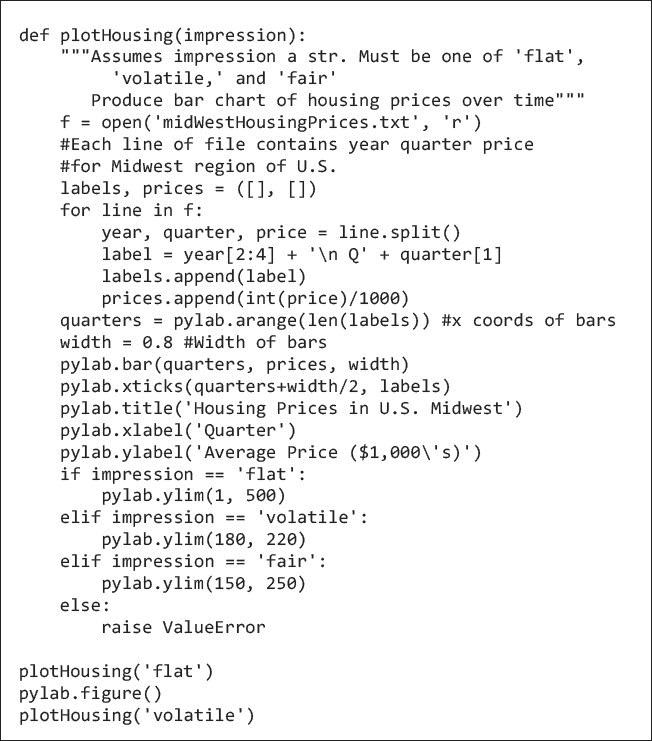 def plotHousing(impression):
    """Assumes impression a str. Must be one of 'flat',
         'volatile,' and 'fair'
       Produce bar chart of housing prices over time"""
    f = open('midWestHousingPrices.txt', 'r')
    #Each line of file contains year quarter price
    #for Midwest region of U.S.
    labels, prices = ([], [])
    for line in f:
        year, quarter, price = line.split()
        label = year[2:4] + '\n Q' + quarter[1]
        labels.append(label)
        prices.append(int(price)/1000)
    quarters = pylab.arange(len(labels)) #x coords of bars
    width = 0.8 #Width of bars
    pylab.bar(quarters, prices, width)
    pylab.xticks(quarters+width/2, labels)
    pylab.title('Housing Prices in U.S. Midwest')
    pylab.xlabel('Quarter')
    pylab.ylabel('Average Price ($1,000\'s)')
    if impression == 'flat':
        pylab.ylim(1, 500)
    elif impression == 'volatile':
        pylab.ylim(180, 220)
    elif impression == 'fair':
        pylab.ylim(150, 250)
    else:
        raise ValueError

plotHousing('flat')
pylab.figure()
plotHousing('volatile')